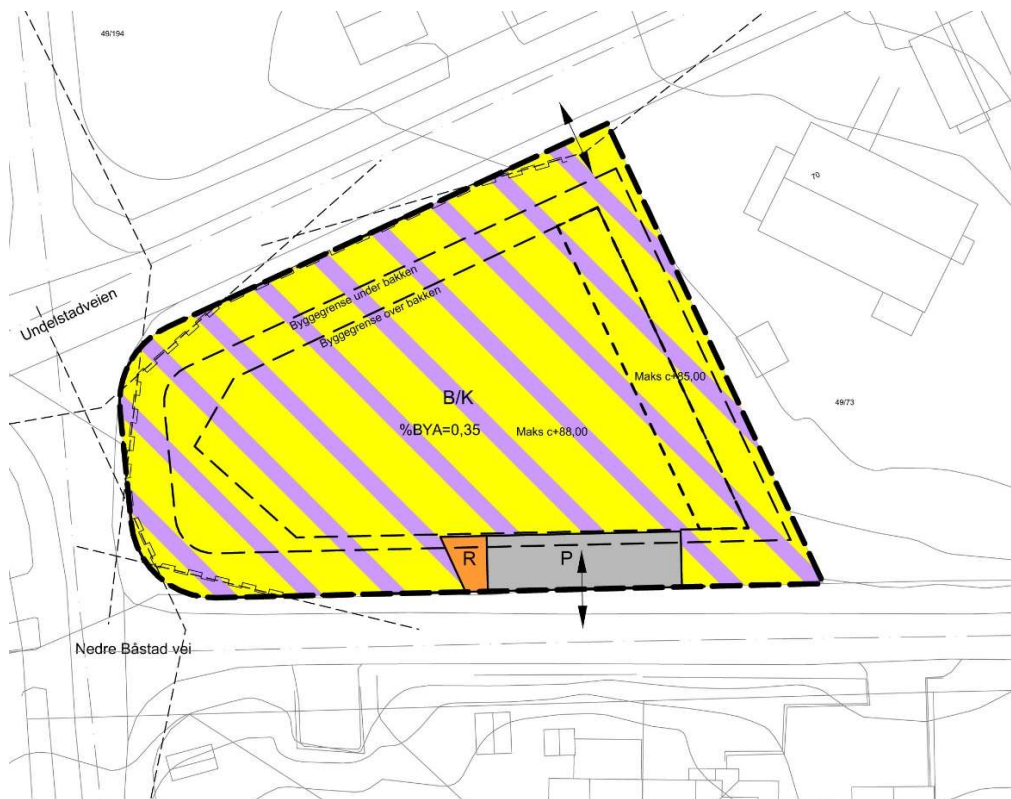 49/194
70
Undelstadveien
Byggegrense under bakken
Byggegrense over bakken
Maks c+85,00
B/K
49/73
%BYA=0,35
Maks c+88,00
R
P
Nedre Båstad vei